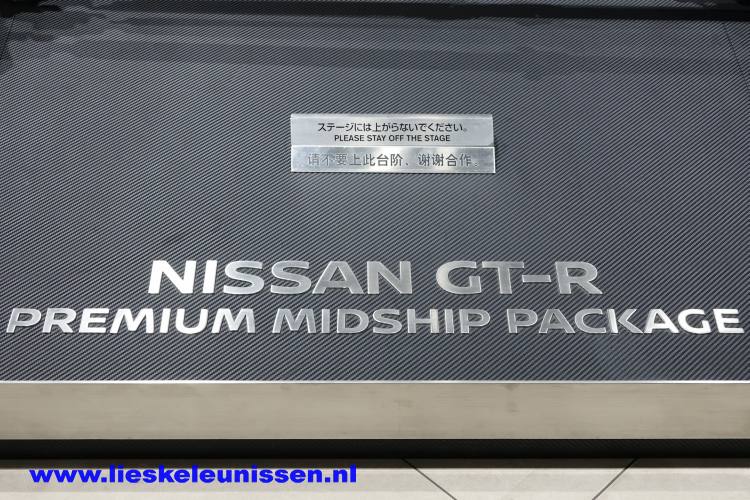 ステージには上がらないでください。
PLEASE STAY OFF THE STAGE
请不要上此台阶，谢谢合作。
NISSAN GT-R
PREMIUM MIDSHIP PACKAGE
www.lieskeleunissen.nl